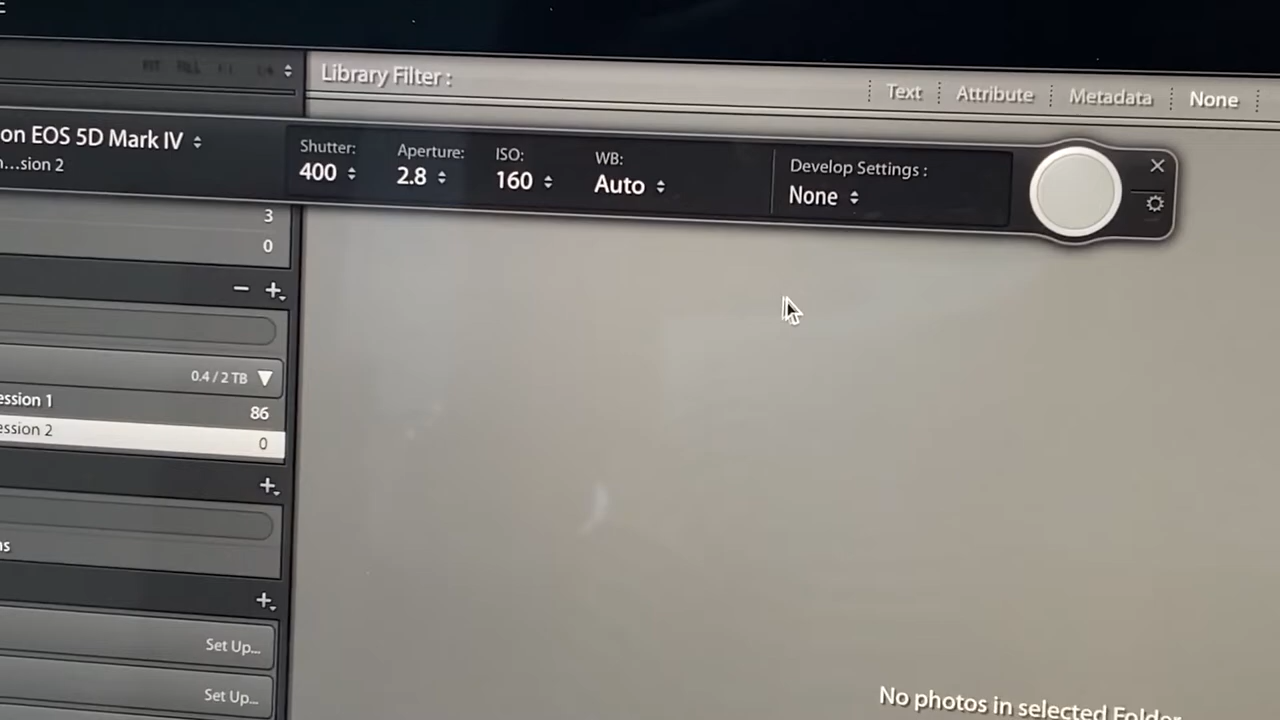 Library Filter :
Text
Attribute
Metadata
None
on EOS 5D Mark IV
n...sion 2
Shutter:
400
Aperture:
2.8
ISO:
160
WB:
Auto
Develop Settings :
None
3
0
0.4 / 2 TB
ession 1
86
ession 2
0
ns
Set Up...
Set Up...
No photos in selected Folder